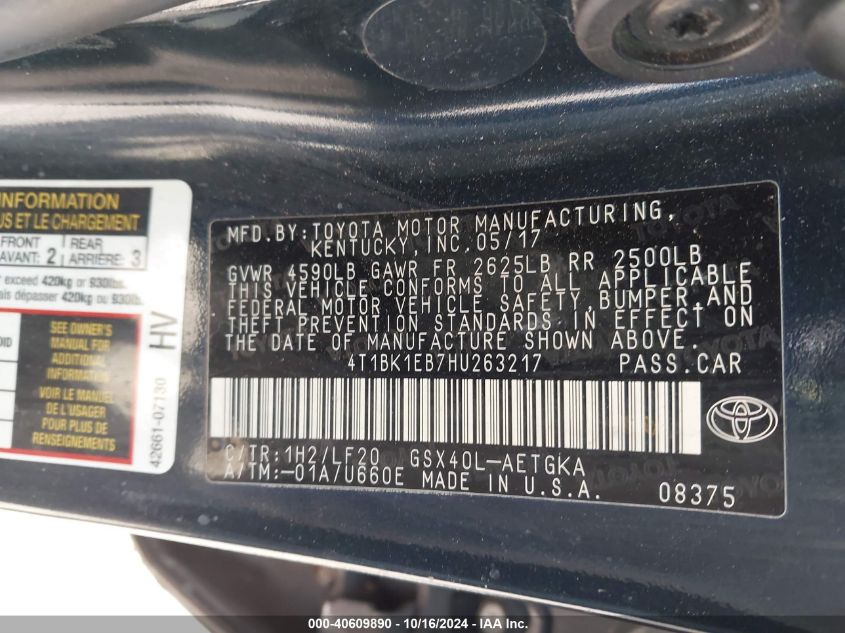 INFORMATION
US ET LE CHARGEMENT
FRONT
AVANT: 2
REAR
ARRIÈRE: 3
exceed 420kg or 930lbs.
ais dépasser 420kg ou 930lb
SEE OWNER'S
MANUAL FOR
ADDITIONAL
INFORMATION
VOIR LE MANUEL
DE L'USAGER
POUR PLUS DE
RENSEIGNEMENTS
HV
42661-07130
MFD.BY:TOYOTA MOTOR MANUFACTURING,
KENTUCKY,INC.05/17
GVWR 4590LB GAWR FR 2625LB RR 2500LB
THIS VEHICLE CONFORMS TO ALL APPLICABLE
FEDERAL MOTOR VEHICLE SAFETY,BUMPER,AND
THEFT PREVENTION STANDARDS IN EFFECT ON
THE DATE OF MANUFACTURE SHOWN ABOVE.
4T1BK1EB7HU263217 PASS.CAR
C/TR:1H2/LF20 GSX40L-AETGKA
A/TM:-01A/U660E MADE IN U.S.A. 08375
000-40609890 - 10/16/2024 - IAA Inc.